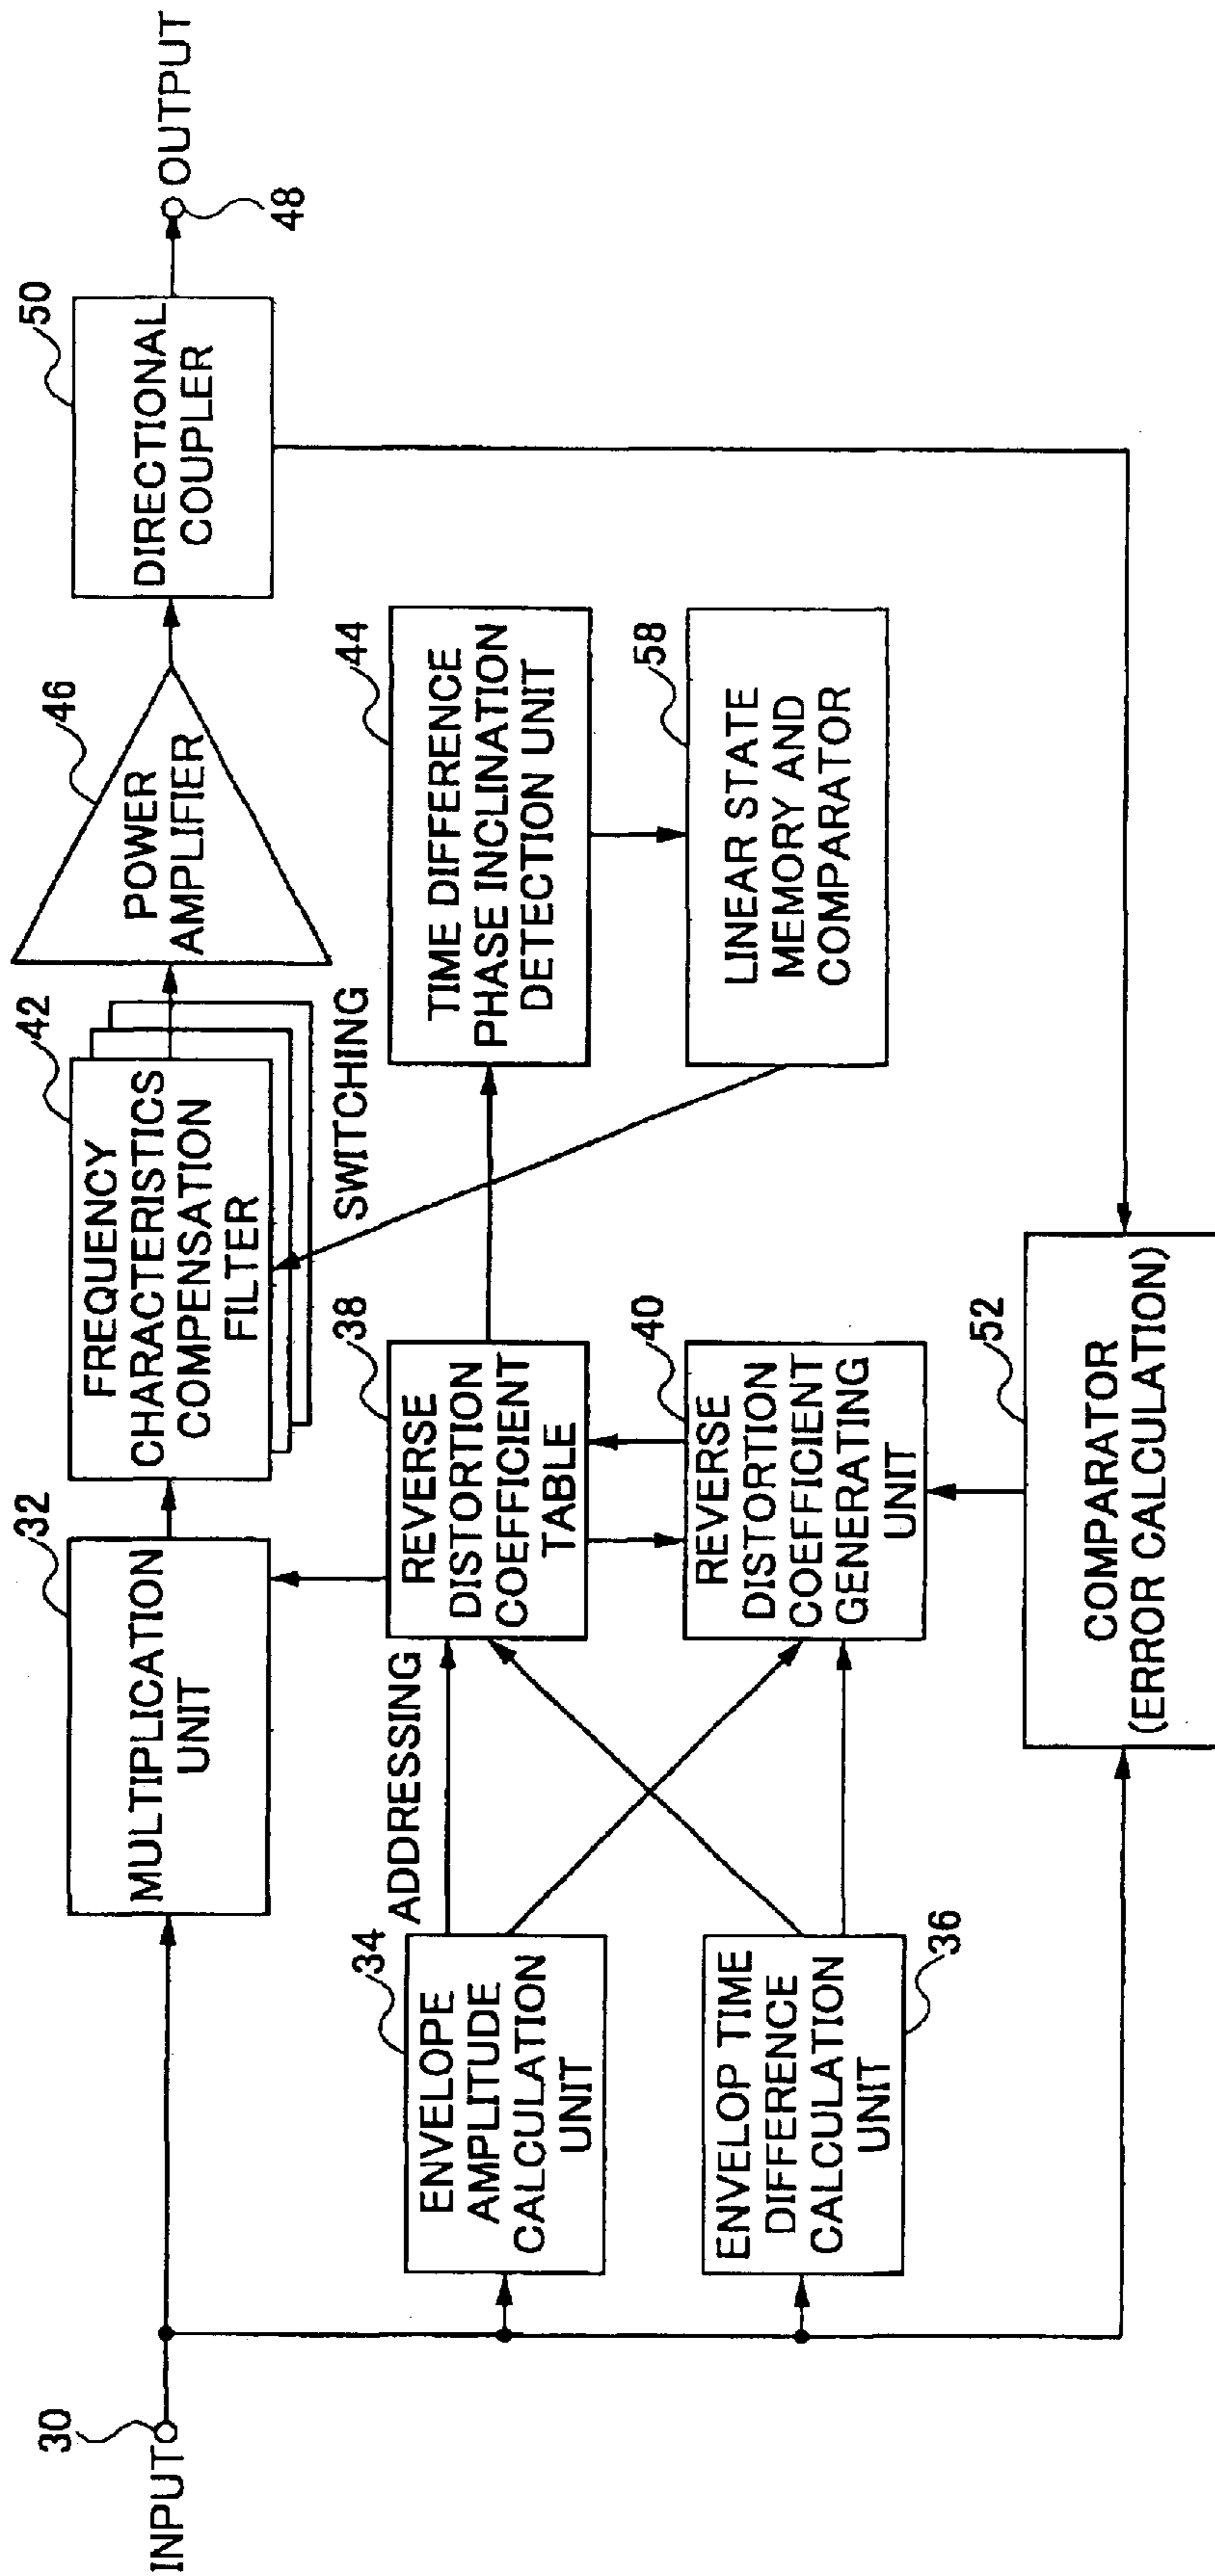 INPUT
30
MULTIPLICATION
UNIT
32
FREQUENCY
CHARACTERISTICS
COMPENSATION
FILTER
42
SWITCHING
POWER
AMPLIFIER
46
DIRECTIONAL
COUPLER
50
OUTPUT
48
ENVELOPE
AMPLITUDE
CALCULATION
UNIT
34
ADDRESSING
REVERSE
DISTORTION
COEFFICIENT
TABLE
38
TIME DIFFERENCE
PHASE INCLINATION
DETECTION UNIT
44
ENVELOP TIME
DIFFERENCE
CALCULATION
UNIT
36
REVERSE
DISTORTION
COEFFICIENT
GENERATING
UNIT
40
LINEAR STATE
MEMORY AND
COMPARATOR
58
COMPARATOR
(ERROR CALCULATION)
52